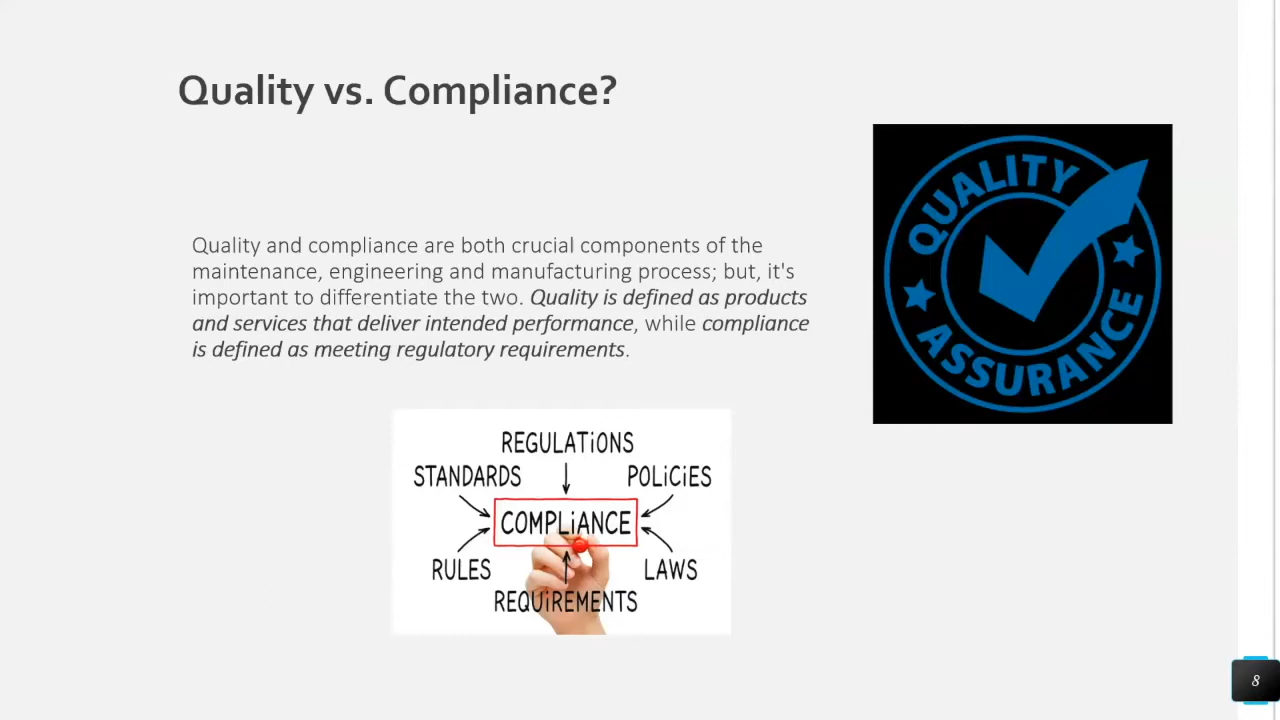 Quality vs. Compliance?
QUALITY
ASSURANCE
Quality and compliance are both crucial components of the
maintenance, engineering and manufacturing process; but, it's
important to differentiate the two. Quality is defined as products
and services that deliver intended performance, while compliance
is defined as meeting regulatory requirements.
REGULATiONS
STANDARDS POLiCiES
COMPLiANCE
RULES LAWS
REQUiREMENTS
8